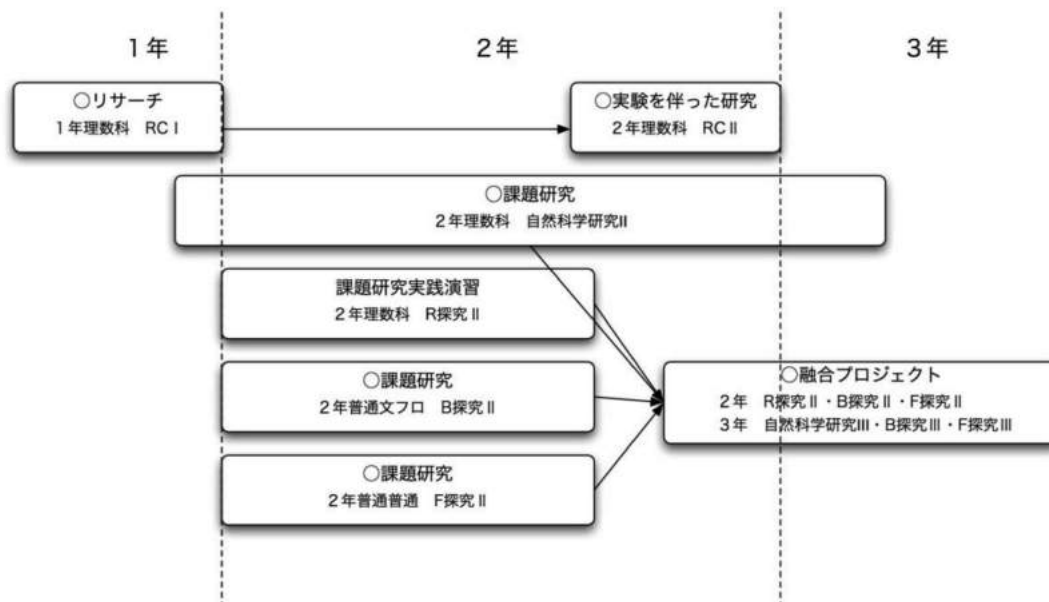 1年
2年
3年
○リサーチ
1年理数科 RC I
○実験を伴った研究
2年理数科 RC II
○課題研究
2年理数科 自然科学研究II
課題研究実践演習
2年理数科 R探究 II
○課題研究
2年普通文フロ B探究 II
○課題研究
2年普通普通 F探究 II
○融合プロジェクト
2年 R探究 II・B探究 II・F探究 II
3年 自然科学研究III・B探究 III・F探究 III